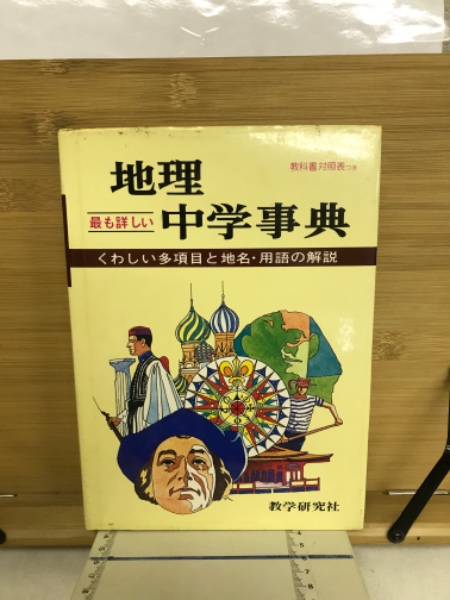 教科書対照表つき
地理
最も詳しい
中学事典
くわしい多項目と地名・用語の解説
教学研究社